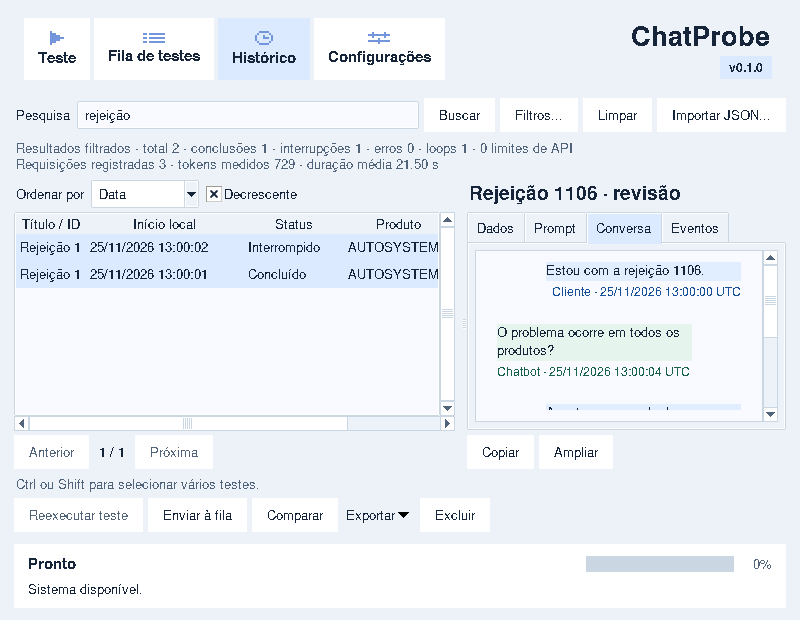 Teste
Fila de testes
Histórico
Configurações
ChatProbe
v0.1.0
Pesquisa
rejeição
Buscar
Filtros...
Limpar
Importar JSON...
Resultados filtrados · total 2 · conclusões 1 · interrupções 1 · erros 0 · loops 1 · 0 limites de API
Requisições registradas 3 · tokens medidos 729 · duração média 21.50 s
Ordenar por
Data
Decrescente
Título / ID
Início local
Status
Produto
Rejeição 1
25/11/2026 13:00:02
Interrompido
AUTOSYSTEM
Rejeição 1
25/11/2026 13:00:01
Concluído
AUTOSYSTEM
Rejeição 1106 · revisão
Dados
Prompt
Conversa
Eventos
Estou com a rejeição 1106.
Cliente · 25/11/2026 13:00:00 UTC
O problema ocorre em todos os
produtos?
Chatbot · 25/11/2026 13:00:04 UTC
Anterior
1 / 1
Próxima
Copiar
Ampliar
Ctrl ou Shift para selecionar vários testes.
Reexecutar teste
Enviar à fila
Comparar
Exportar
Excluir
Pronto
0%
Sistema disponível.